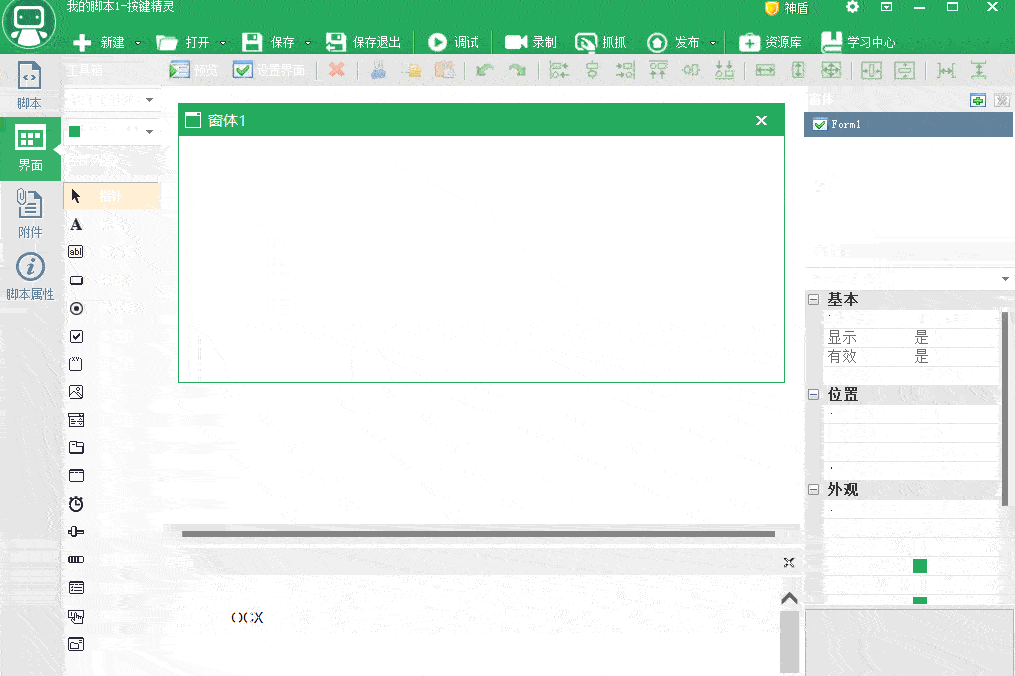 我的脚本1-按键精灵
神盾
新建 打开 保存 保存退出 调试 录制 抓抓 发布 资源库 学习中心
工具箱 预览 设置界面
脚本
界面
附件
脚本属性
指针
A
abl
XY
窗体1
窗体
Form1
基本
显示 是
有效 是
位置
外观
OCX